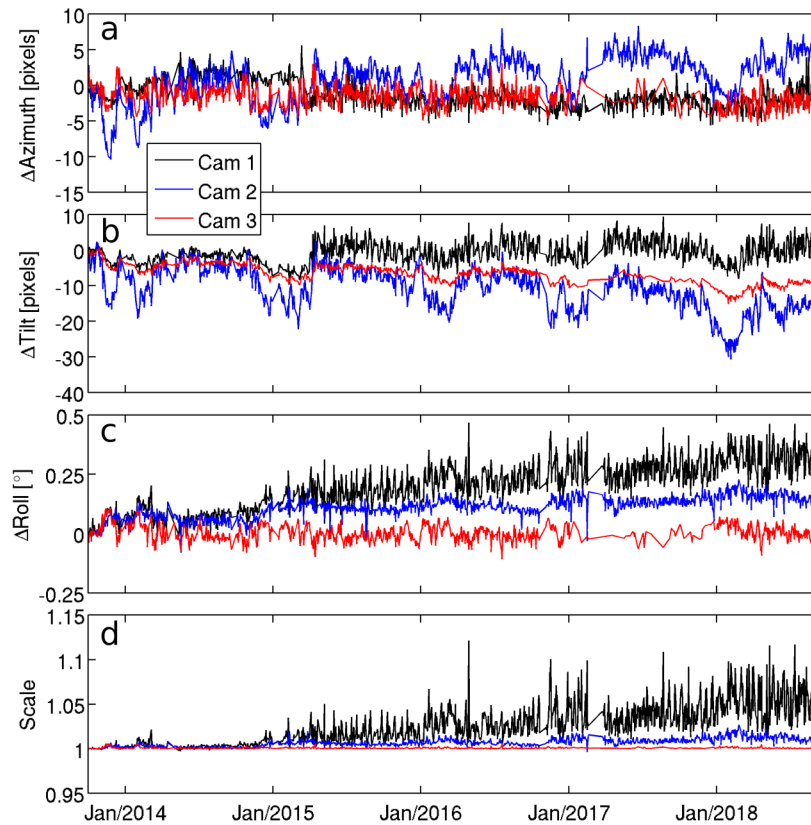 a
10
5
0
-5
-10
-15
ΔAzimuth [pixels]
Cam 1
Cam 2
Cam 3
b
10
0
-10
-20
-30
-40
ΔTilt [pixels]
c
0.5
0.25
0
-0.25
ΔRoll [°]
d
1.15
1.1
1.05
1
0.95
Scale
Jan/2014 Jan/2015 Jan/2016 Jan/2017 Jan/2018